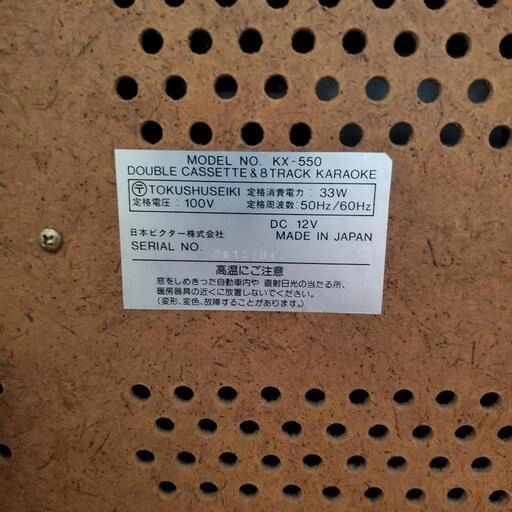 MODEL NO. KX-550
DOUBLE CASSETTE & 8TRACK KARAOKE
〒 TOKUSHUSEIKI 定格消費電力: 33W
定格電圧: 100V 定格周波数: 50Hz/60Hz
DC 12V
日本ビクター株式会社 MADE IN JAPAN
SERIAL NO.
高温にご注意
窓をしめきった自動車内や 直射日光の当たる所、
暖房器具の近くに放置しないでください。
(変形、変色、故障することがあります。)